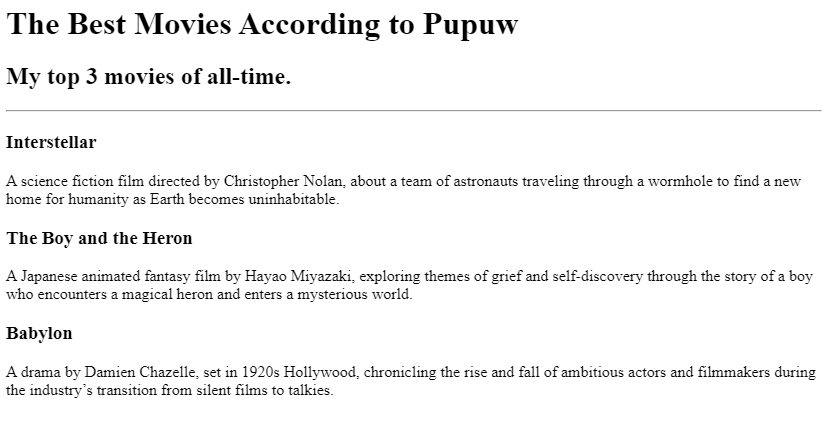 The Best Movies According to Pupuw
My top 3 movies of all-time.
Interstellar
A science fiction film directed by Christopher Nolan, about a team of astronauts traveling through a wormhole to find a new
home for humanity as Earth becomes uninhabitable.
The Boy and the Heron
A Japanese animated fantasy film by Hayao Miyazaki, exploring themes of grief and self-discovery through the story of a boy
who encounters a magical heron and enters a mysterious world.
Babylon
A drama by Damien Chazelle, set in 1920s Hollywood, chronicling the rise and fall of ambitious actors and filmmakers during
the industry’s transition from silent films to talkies.